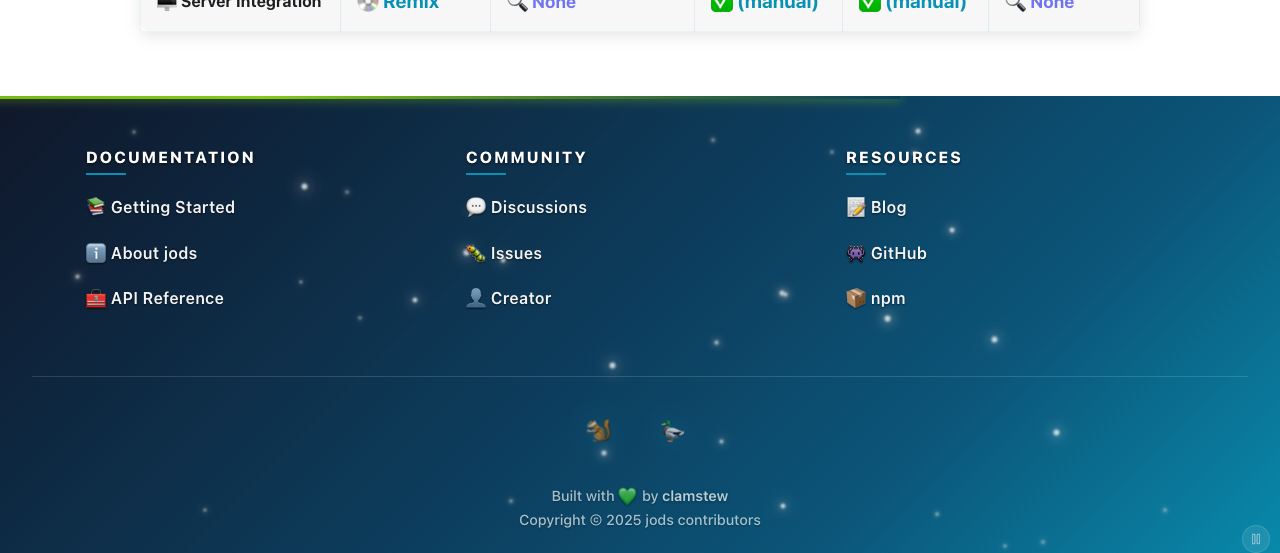 Server Integration Remix None (manual) (manual) None
DOCUMENTATION COMMUNITY RESOURCES
Getting Started Discussions Blog
About jods Issues GitHub
API Reference Creator npm
Built with 💚 by clamstew
Copyright © 2025 jods contributors